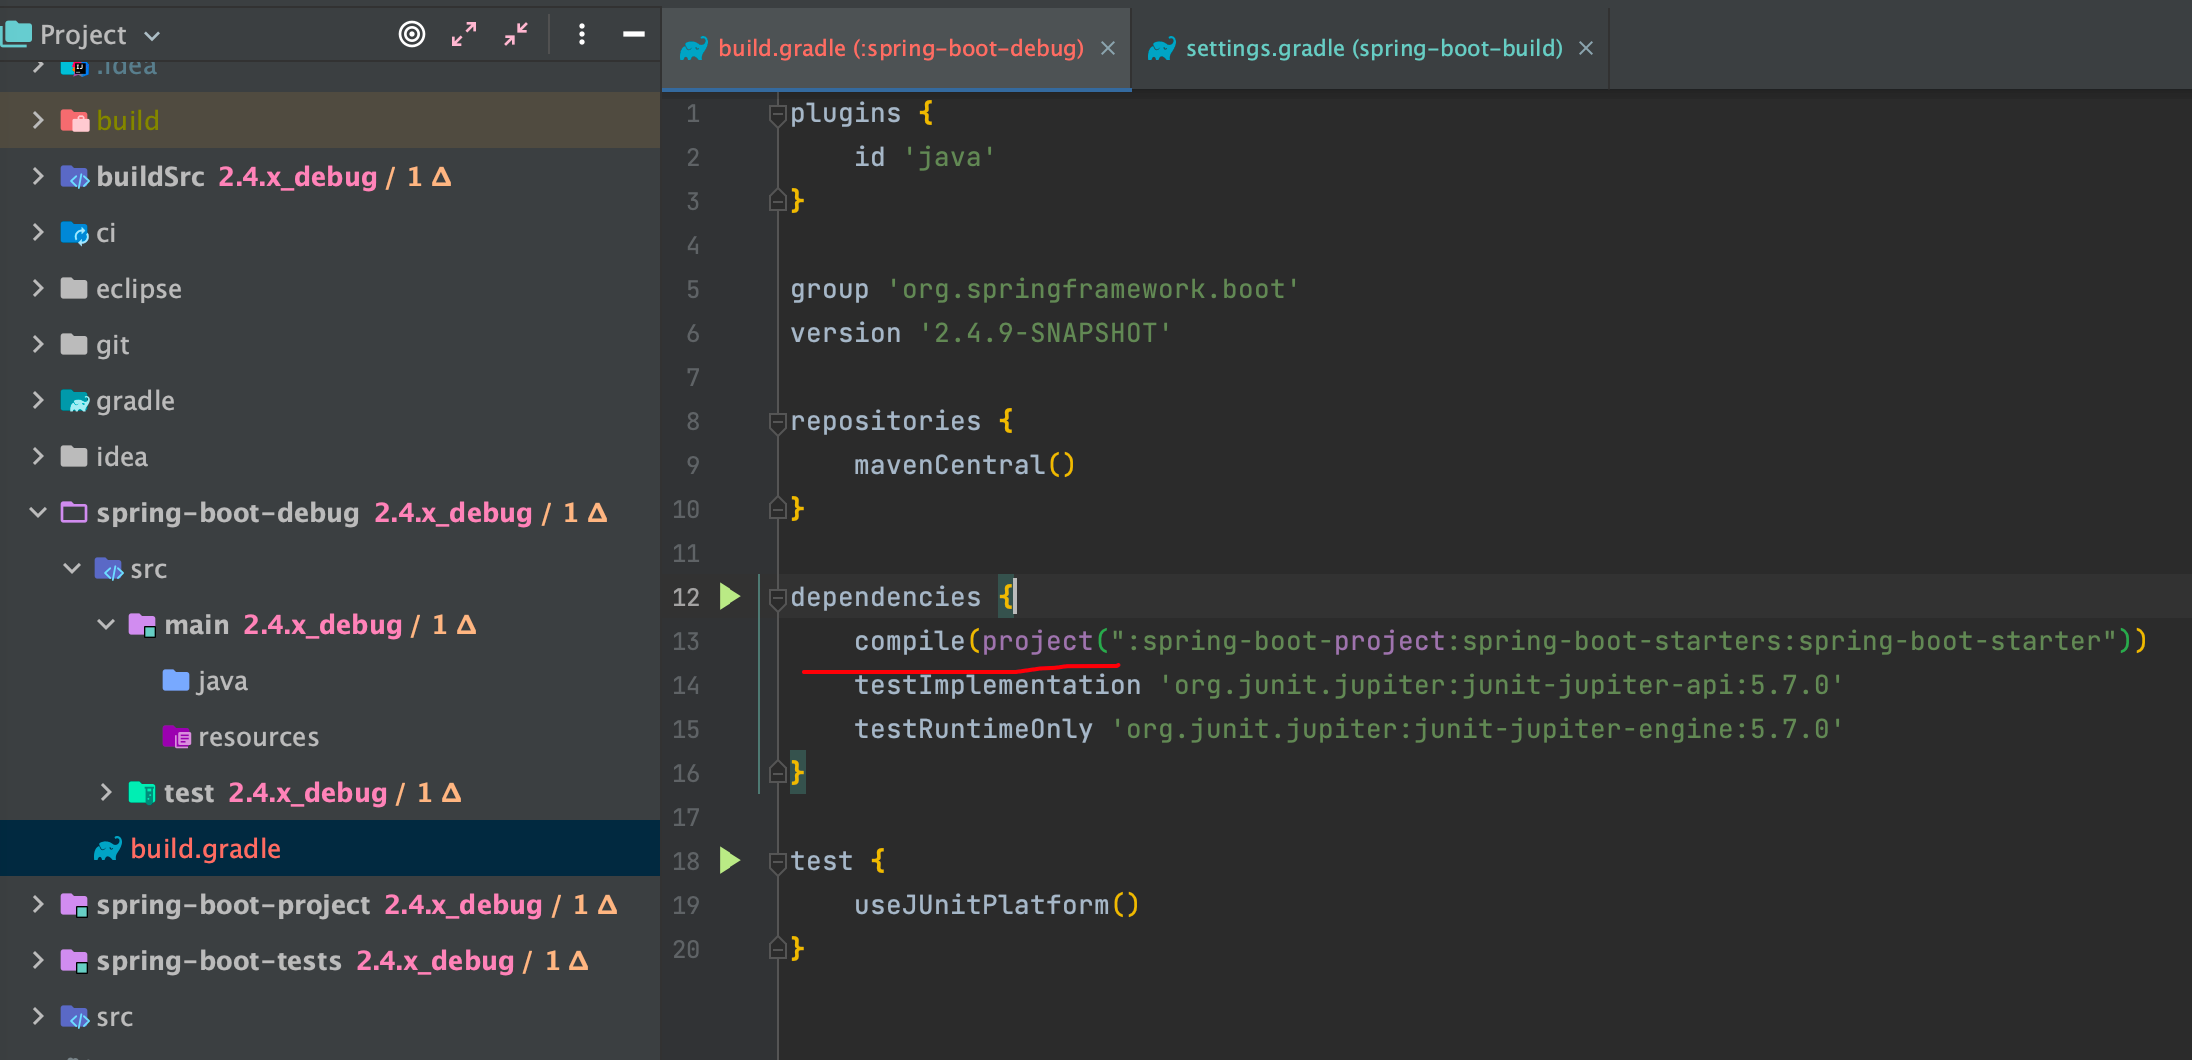 Project
build.gradle (:spring-boot-debug)
settings.gradle (spring-boot-build)
.idea
build
buildSrc 2.4.x_debug / 1 Δ
ci
eclipse
git
gradle
idea
spring-boot-debug 2.4.x_debug / 1 Δ
src
main 2.4.x_debug / 1 Δ
java
resources
test 2.4.x_debug / 1 Δ
build.gradle
spring-boot-project 2.4.x_debug / 1 Δ
spring-boot-tests 2.4.x_debug / 1 Δ
src
1 plugins {
2     id 'java'
3 }
4
5 group 'org.springframework.boot'
6 version '2.4.9-SNAPSHOT'
7
8 repositories {
9     mavenCentral()
10 }
11
12 dependencies {
13     compile(project(":spring-boot-project:spring-boot-starters:spring-boot-starter"))
14     testImplementation 'org.junit.jupiter:junit-jupiter-api:5.7.0'
15     testRuntimeOnly 'org.junit.jupiter:junit-jupiter-engine:5.7.0'
16 }
17
18 test {
19     useJUnitPlatform()
20 }